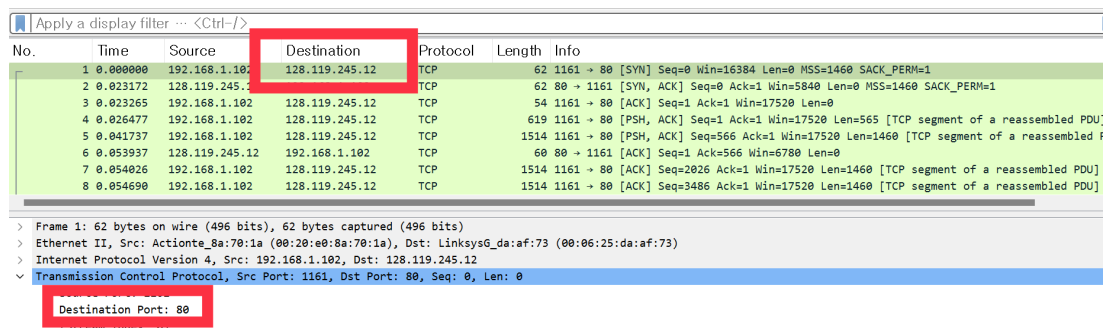 Apply a display filter ··· <Ctrl-/>
No. Time Source Destination Protocol Length Info
1 0.000000 192.168.1.102 128.119.245.12 TCP 62 1161 → 80 [SYN] Seq=0 Win=16384 Len=0 MSS=1460 SACK_PERM=1
2 0.023172 128.119.245.1 TCP 62 80 → 1161 [SYN, ACK] Seq=0 Ack=1 Win=5840 Len=0 MSS=1460 SACK_PERM=1
3 0.023265 192.168.1.102 128.119.245.12 TCP 54 1161 → 80 [ACK] Seq=1 Ack=1 Win=17520 Len=0
4 0.026477 192.168.1.102 128.119.245.12 TCP 619 1161 → 80 [PSH, ACK] Seq=1 Ack=1 Win=17520 Len=565 [TCP segment of a reassembled PDU]
5 0.041737 192.168.1.102 128.119.245.12 TCP 1514 1161 → 80 [PSH, ACK] Seq=566 Ack=1 Win=17520 Len=1460 [TCP segment of a reassembled
6 0.053937 128.119.245.12 192.168.1.102 TCP 60 80 → 1161 [ACK] Seq=1 Ack=566 Win=6780 Len=0
7 0.054026 192.168.1.102 128.119.245.12 TCP 1514 1161 → 80 [ACK] Seq=2026 Ack=1 Win=17520 Len=1460 [TCP segment of a reassembled PDU]
8 0.054690 192.168.1.102 128.119.245.12 TCP 1514 1161 → 80 [ACK] Seq=3486 Ack=1 Win=17520 Len=1460 [TCP segment of a reassembled PDU]
Frame 1: 62 bytes on wire (496 bits), 62 bytes captured (496 bits)
Ethernet II, Src: Actionte_8a:70:1a (00:20:e0:8a:70:1a), Dst: LinksysG_da:af:73 (00:06:25:da:af:73)
Internet Protocol Version 4, Src: 192.168.1.102, Dst: 128.119.245.12
Transmission Control Protocol, Src Port: 1161, Dst Port: 80, Seq: 0, Len: 0
Destination Port: 80